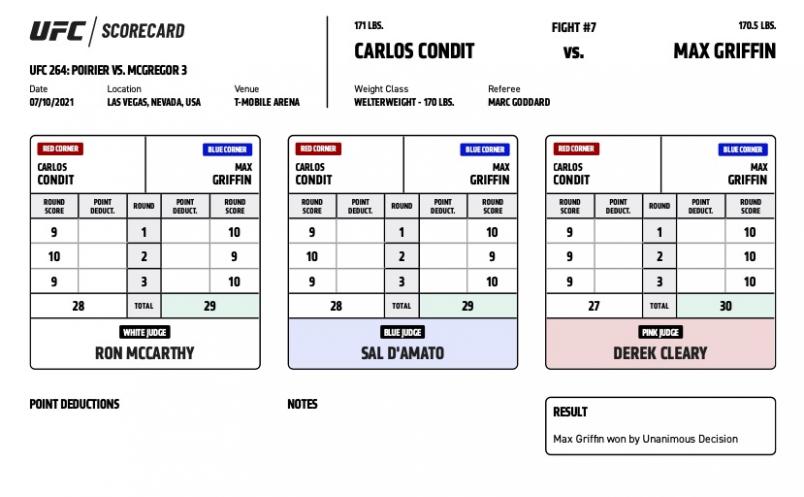 UFC / SCORECARD
UFC 264: POIRIER VS. MCGREGOR 3
Date Location Venue
07/10/2021 LAS VEGAS, NEVADA, USA T-MOBILE ARENA
171 LBS. FIGHT #7 170.5 LBS.
CARLOS CONDIT VS. MAX GRIFFIN
Weight Class Referee
WELTERWEIGHT - 170 LBS. MARC GODDARD
RED CORNER BLUE CORNER
CARLOS MAX
CONDIT GRIFFIN
ROUND SCORE POINT DEDUCT. ROUND POINT DEDUCT. ROUND SCORE
9 1 10
10 2 9
9 3 10
28 TOTAL 29
WHITE JUDGE
RON MCCARTHY
RED CORNER BLUE CORNER
CARLOS MAX
CONDIT GRIFFIN
ROUND SCORE POINT DEDUCT. ROUND POINT DEDUCT. ROUND SCORE
9 1 10
10 2 9
9 3 10
28 TOTAL 29
BLUE JUDGE
SAL D'AMATO
RED CORNER BLUE CORNER
CARLOS MAX
CONDIT GRIFFIN
ROUND SCORE POINT DEDUCT. ROUND POINT DEDUCT. ROUND SCORE
9 1 10
9 2 10
9 3 10
27 TOTAL 30
PINK JUDGE
DEREK CLEARY
POINT DEDUCTIONS
NOTES
RESULT
Max Griffin won by Unanimous Decision